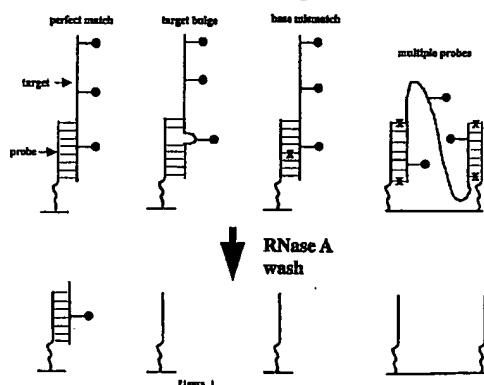 perfect match
target bulge
base mismatch
multiple probes
target
probe
RNase A
wash
Figure 1